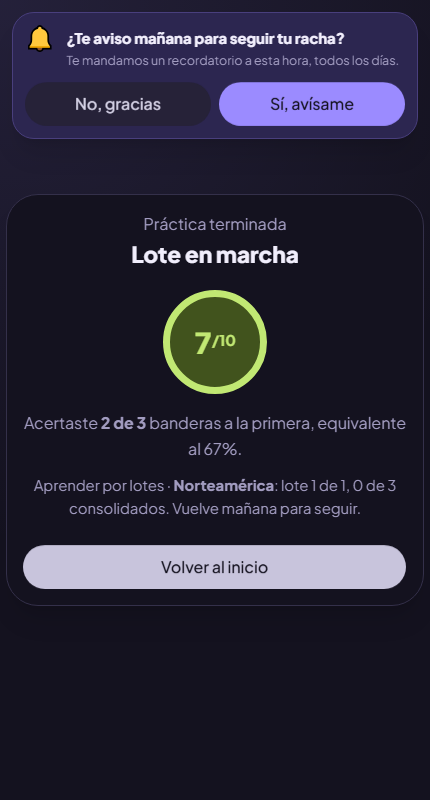 ¿Te aviso mañana para seguir tu racha?
Te mandamos un recordatorio a esta hora, todos los días.
No, gracias
Sí, avísame
Práctica terminada
Lote en marcha
7/10
Acertaste 2 de 3 banderas a la primera, equivalente
al 67%.
Aprender por lotes · Norteamérica: lote 1 de 1, 0 de 3
consolidados. Vuelve mañana para seguir.
Volver al inicio